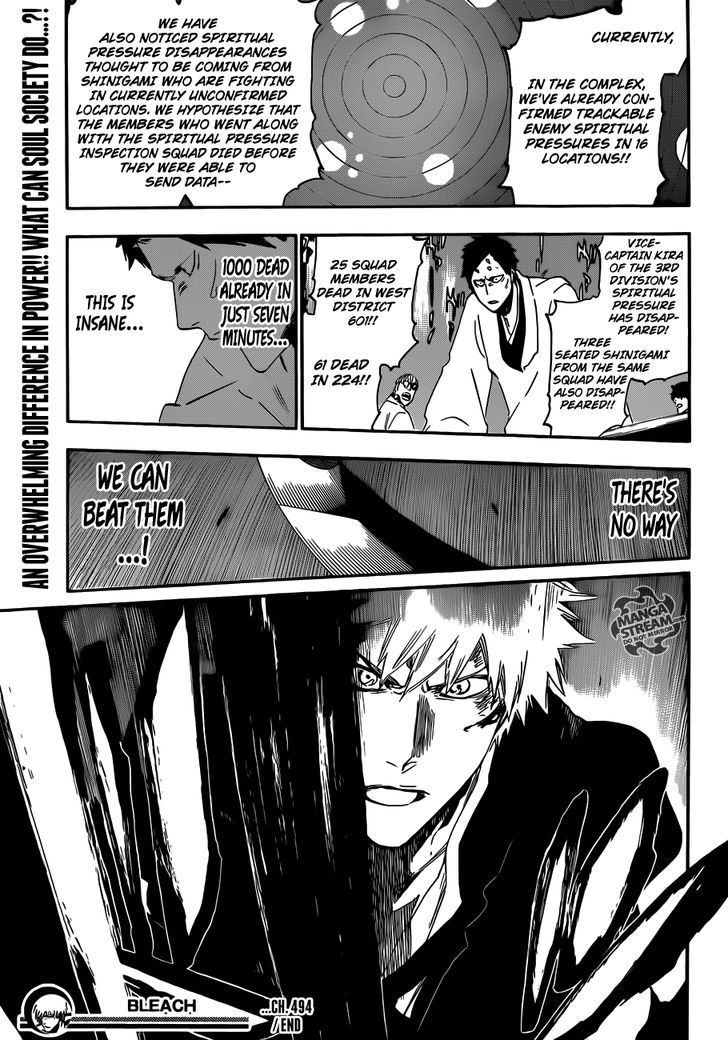 CURRENTLY,
IN THE COMPLEX,
WE'VE ALREADY CON-
FIRMED TRACKABLE
ENEMY SPIRITUAL
PRESSURES IN 16
LOCATIONS!!
WE HAVE
ALSO NOTICED SPIRITUAL
PRESSURE DISAPPEARANCES
THOUGHT TO BE COMING FROM
SHINIGAMI WHO ARE FIGHTING
IN CURRENTLY UNCONFIRMED
LOCATIONS. WE HYPOTHESIZE THAT
THE MEMBERS WHO WENT ALONG
WITH THE SPIRITUAL PRESSURE
INSPECTION SQUAD DIED BEFORE
THEY WERE ABLE TO
SEND DATA--
AN OVERWHELMING DIFFERENCE IN POWER!! WHAT CAN SOUL SOCIETY DO...?!
VICE-
CAPTAIN KIRA
OF THE 3RD
DIVISION'S
SPIRITUAL
PRESSURE
HAS DISAP-
PEARED!
THREE
SEATED SHINIGAMI
FROM THE SAME
SQUAD HAVE
ALSO DISAP-
PEARED!!
25 SQUAD
MEMBERS
DEAD IN WEST
DISTRICT
601!!
61 DEAD
IN 224!!
1000 DEAD
ALREADY IN
JUST SEVEN
MINUTES...
THIS IS
INSANE...
THERE'S
NO WAY
WE CAN
BEAT THEM
...!
MANGA
STREAM.com
DO NOT MIRROR
BLEACH
...CH.494
/END